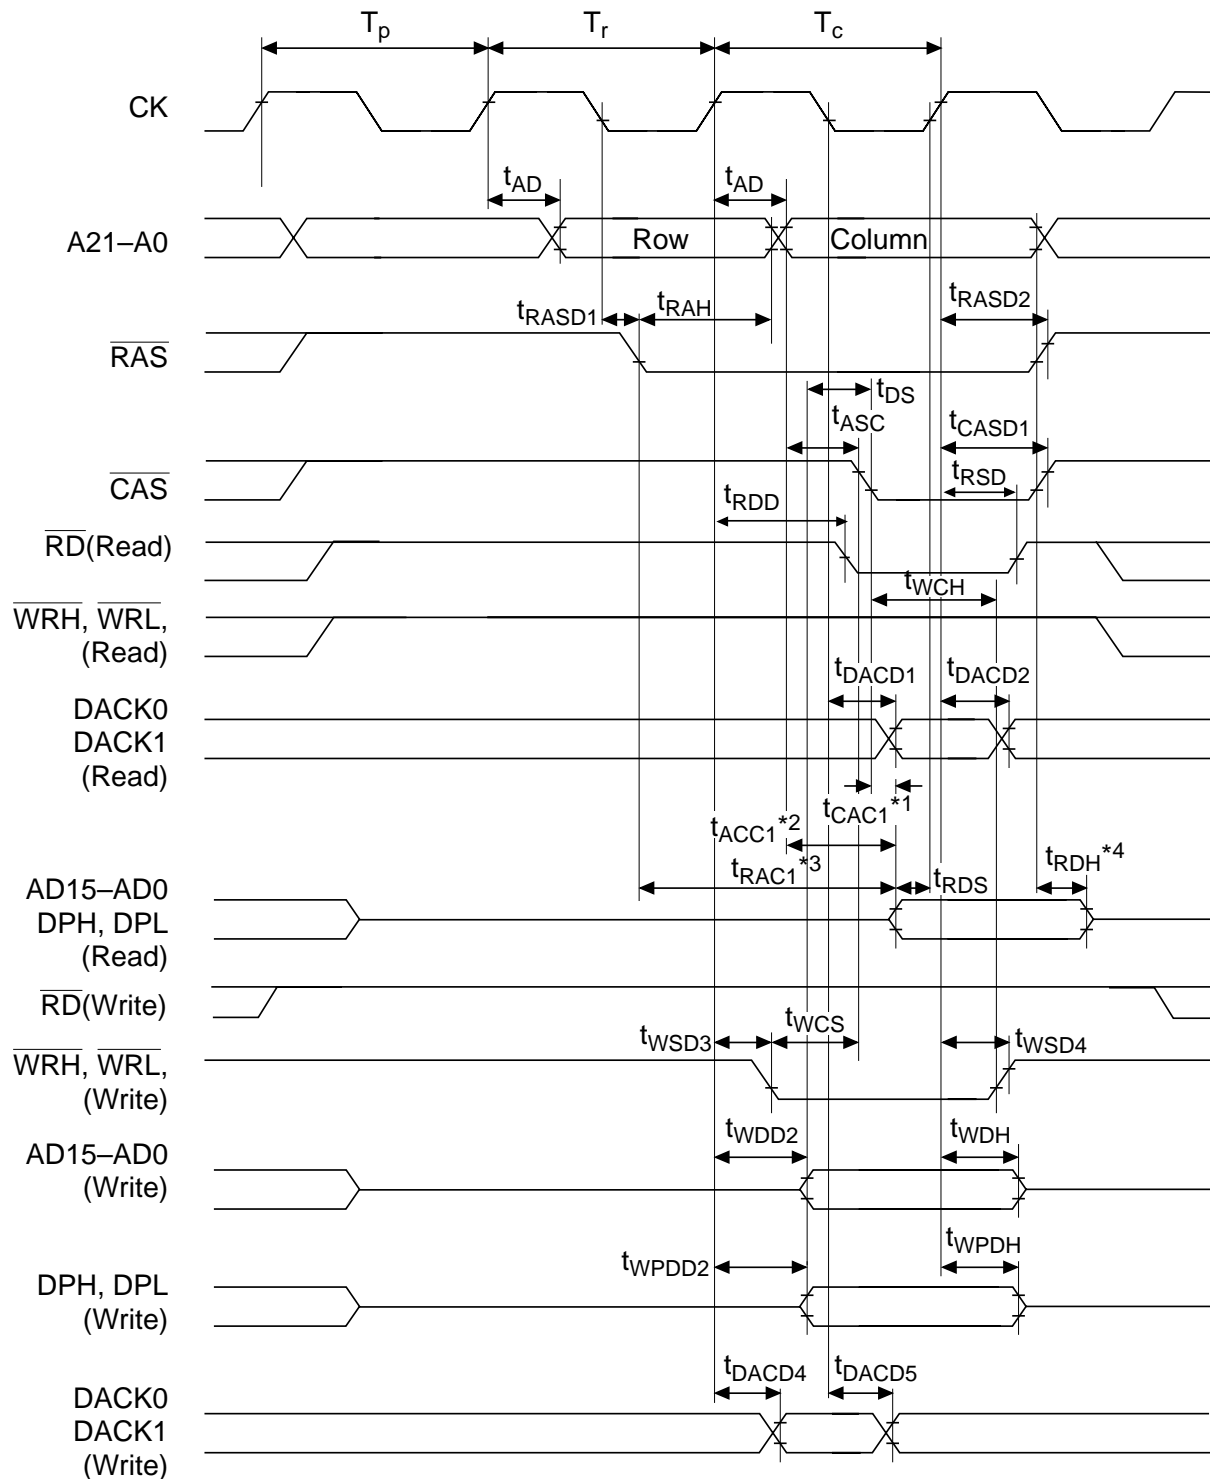 Tp Tr Tc
CK
tAD tAD
A21–A0 Row Column
tRASD1 tRAH tRASD2
RAS
tDS
tASC tCASD1
CAS tRSD
tRDD
RD(Read)
tWCH
WRH, WRL,
(Read)
tDACD1 tDACD2
DACK0
DACK1
(Read)
tCAC1*1
tACC1*2
tRAC1*3 tRDS tRDH*4
AD15–AD0
DPH, DPL
(Read)
RD(Write)
tWCS
tWSD3 tWSD4
WRH, WRL,
(Write)
tWDD2 tWDH
AD15–AD0
(Write)
tWPDD2 tWPDH
DPH, DPL
(Write)
tDACD4 tDACD5
DACK0
DACK1
(Write)